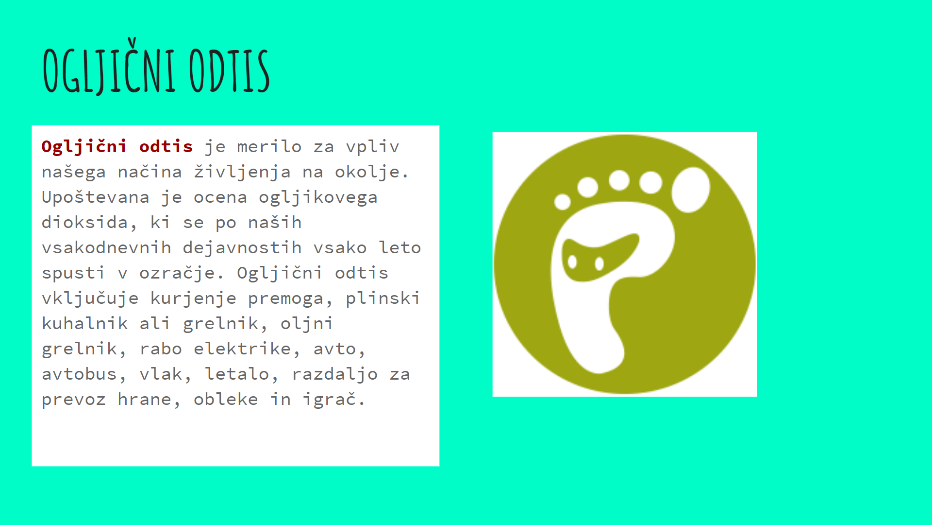 OGLJIČNI ODTIS
Ogljični odtis je merilo za vpliv
našega načina življenja na okolje.
Upoštevana je ocena ogljikovega
dioksida, ki se po naših
vsakodnevnih dejavnostih vsako leto
spusti v ozračje. Ogljični odtis
vključuje kurjenje premoga, plinski
kuhalnik ali grelnik, oljni
grelnik, rabo elektrike, avto,
avtobus, vlak, letalo, razdaljo za
prevoz hrane, obleke in igrač.